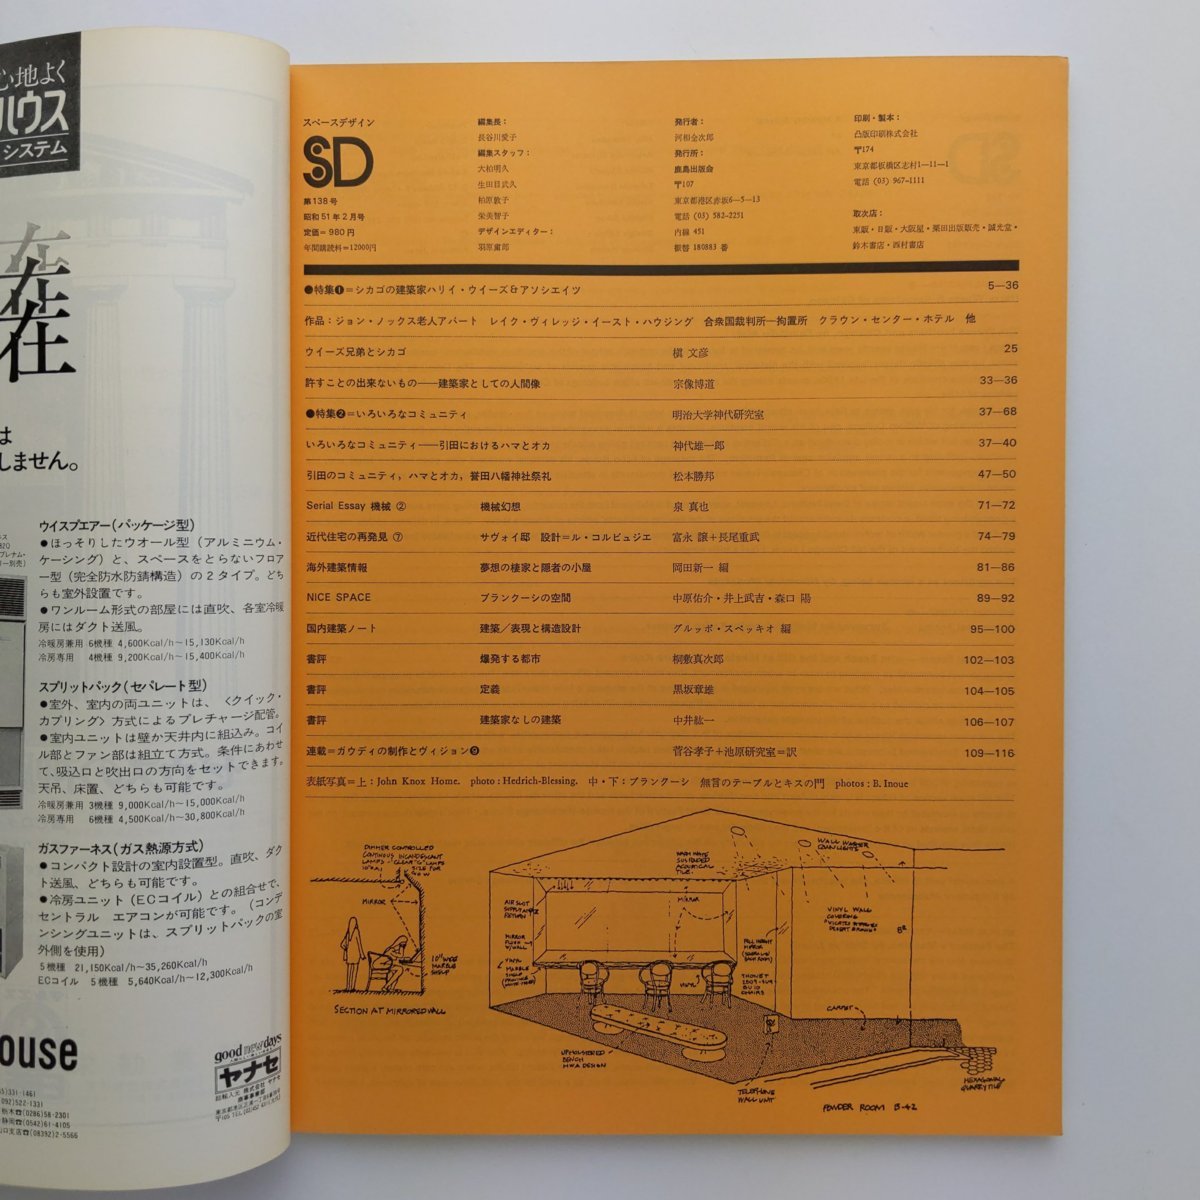 心地よく
ハウス
システム
在
在
は
しません。
ウイスプエアー(パッケージ型)
●ほっそりしたウオール型(アルミニウム・
ケーシング)と、スペースをとらないフロア
ー型(完全防水防錆構造)の2タイプ。どち
らも室外設置です。
●ワンルーム形式の部屋には直吹、各室冷暖
房にはダクト送風。
冷暖房兼用 6機種 4,600Kcal/h~15,130Kcal/h
冷房専用 4機種 9,200Kcal/h~15,400Kcal/h
スプリットパック(セパレート型)
●室外、室内の両ユニットは、〈クイック・
カプリング〉方式によるプレチャージ配管。
●室内ユニットは壁か天井内に組込み。コイ
ル部とファン部は組立て方式。条件にあわせ
て、吸込口と吹出口の方向をセットできます。
天吊、床置、どちらも可能です。
冷暖房兼用 3機種 9,000Kcal/h~15,000Kcal/h
冷房専用 6機種 4,500Kcal/h~30,800Kcal/h
ガスファーネス(ガス熱源方式)
●コンパクト設計の室内設置型。直吹、ダク
ト送風、どちらも可能です。
●冷房ユニット(ECコイル)との組合せで、
セントラル エアコンが可能です。(コンデ
ンシングユニットは、スプリットパックの室
外側を使用)
5機種 21,150Kcal/h~35,260Kcal/h
ECコイル 5機種 5,640Kcal/h~12,300Kcal/h
ouse
good new days
ヤナセ
スペースデザイン
SD
第138号
昭和51年2月号
定価=980円
年間購読料=12000円
編集長:
長谷川愛子
編集スタッフ:
大柏明久
生田目武久
柏原敦子
栄美智子
デザインエディター:
羽原粛郎
発行者:
河相全次郎
発行所:
鹿島出版会
〒107
東京都港区赤坂6—5—13
電話 (03) 582—2251
内線 451
振替 180883 番
印刷・製本:
凸版印刷株式会社
〒174
東京都板橋区志村1—11—1
電話 (03) 967—1111
取次店:
東販・日販・大阪屋・栗田出版販売・誠光堂・
鈴木書店・西村書店
●特集❶=シカゴの建築家ハリイ・ウイーズ&アソシエイツ 5—36
作品:ジョン・ノックス老人アパート レイク・ヴィレッジ・イースト・ハウジング 合衆国裁判所—拘置所 クラウン・センター・ホテル 他
ウイーズ兄弟とシカゴ 槇 文彦 25
許すことの出来ないもの——建築家としての人間像 宗像博道 33—36
●特集❷=いろいろなコミュニティ 明治大学神代研究室 37—68
いろいろなコミュニティ——引田におけるハマとオカ 神代雄一郎 37—40
引田のコミュニティ,ハマとオカ,誉田八幡神社祭礼 松本勝邦 47—50
Serial Essay 機械 ② 機械幻想 泉 真也 71—72
近代住宅の再発見 ⑦ サヴォイ邸 設計=ル・コルビュジエ 富永 譲+長尾重武 74—79
海外建築情報 夢想の棲家と隠者の小屋 岡田新一 編 81—86
NICE SPACE ブランクーシの空間 中原佑介・井上武吉・森口 陽 89—92
国内建築ノート 建築/表現と構造設計 グルッポ・スペッキオ 編 95—100
書評 爆発する都市 桐敷真次郎 102—103
書評 定義 黒坂章雄 104—105
書評 建築家なしの建築 中井紘一 106—107
連載=ガウディの制作とヴィジョン❾ 菅谷孝子+池原研究室=訳 109—116
表紙写真=上:John Knox Home. photo:Hedrich-Blessing. 中・下:ブランクーシ 無言のテーブルとキスの門 photos:B. Inoue
DIMMER CONTROLLED
MIRROR
SECTION AT MIRRORED WALL
MIRROR
VINYL WALL
COVERING
VINYL
CARPET
UPHOLSTERED
BENCH
HWA DESIGN
TELEPHONE
WALL UNIT
HEXAGONAL
QUARRY TILE
POWDER ROOM B-42